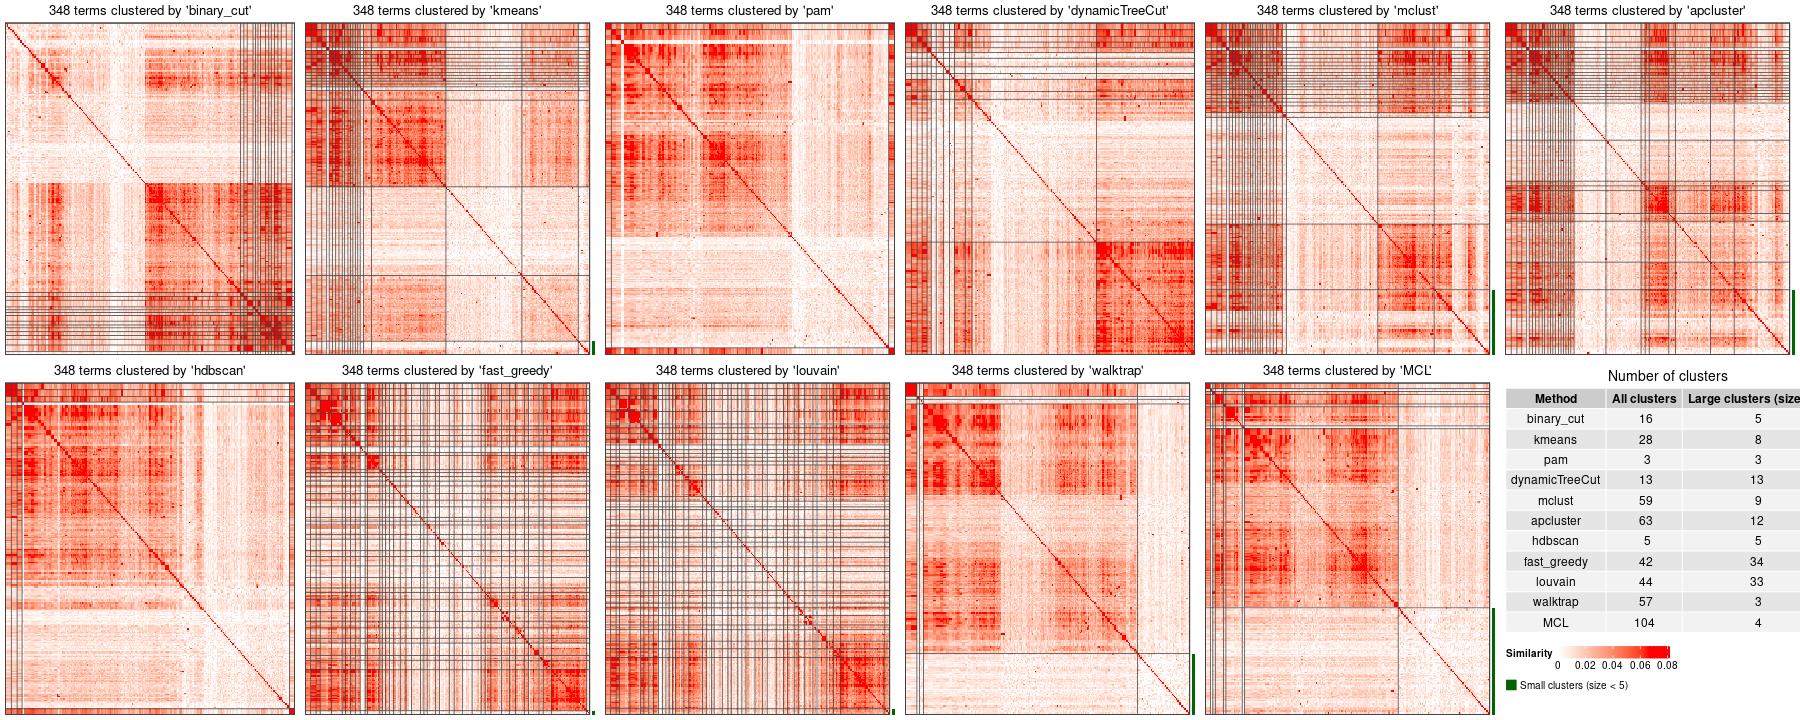 348 terms clustered by 'binary_cut'
348 terms clustered by 'kmeans'
348 terms clustered by 'pam'
348 terms clustered by 'dynamicTreeCut'
348 terms clustered by 'mclust'
348 terms clustered by 'apcluster'
348 terms clustered by 'hdbscan'
348 terms clustered by 'fast_greedy'
348 terms clustered by 'louvain'
348 terms clustered by 'walktrap'
348 terms clustered by 'MCL'
Number of clusters
Method All clusters Large clusters (size
binary_cut 16 5
kmeans 28 8
pam 3 3
dynamicTreeCut 13 13
mclust 59 9
apcluster 63 12
hdbscan 5 5
fast_greedy 42 34
louvain 44 33
walktrap 57 3
MCL 104 4
Similarity
0 0.02 0.04 0.06 0.08
Small clusters (size < 5)